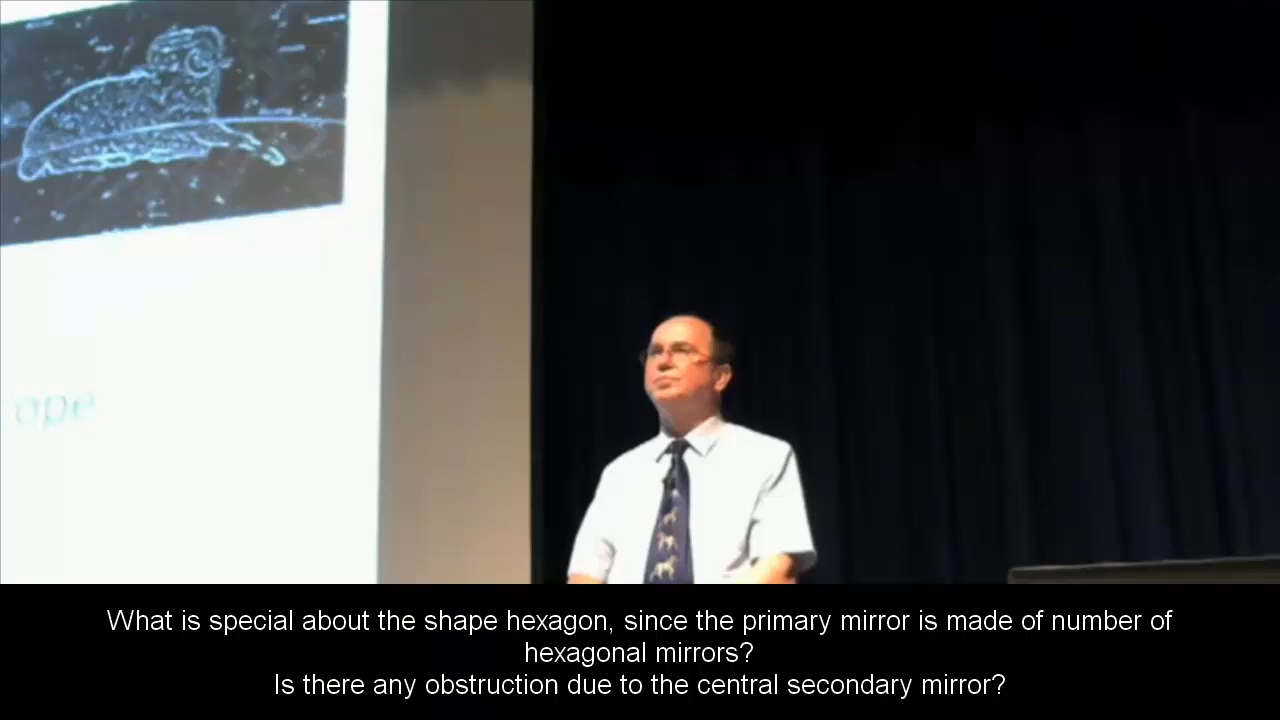 ope
What is special about the shape hexagon, since the primary mirror is made of number of
hexagonal mirrors?
Is there any obstruction due to the central secondary mirror?